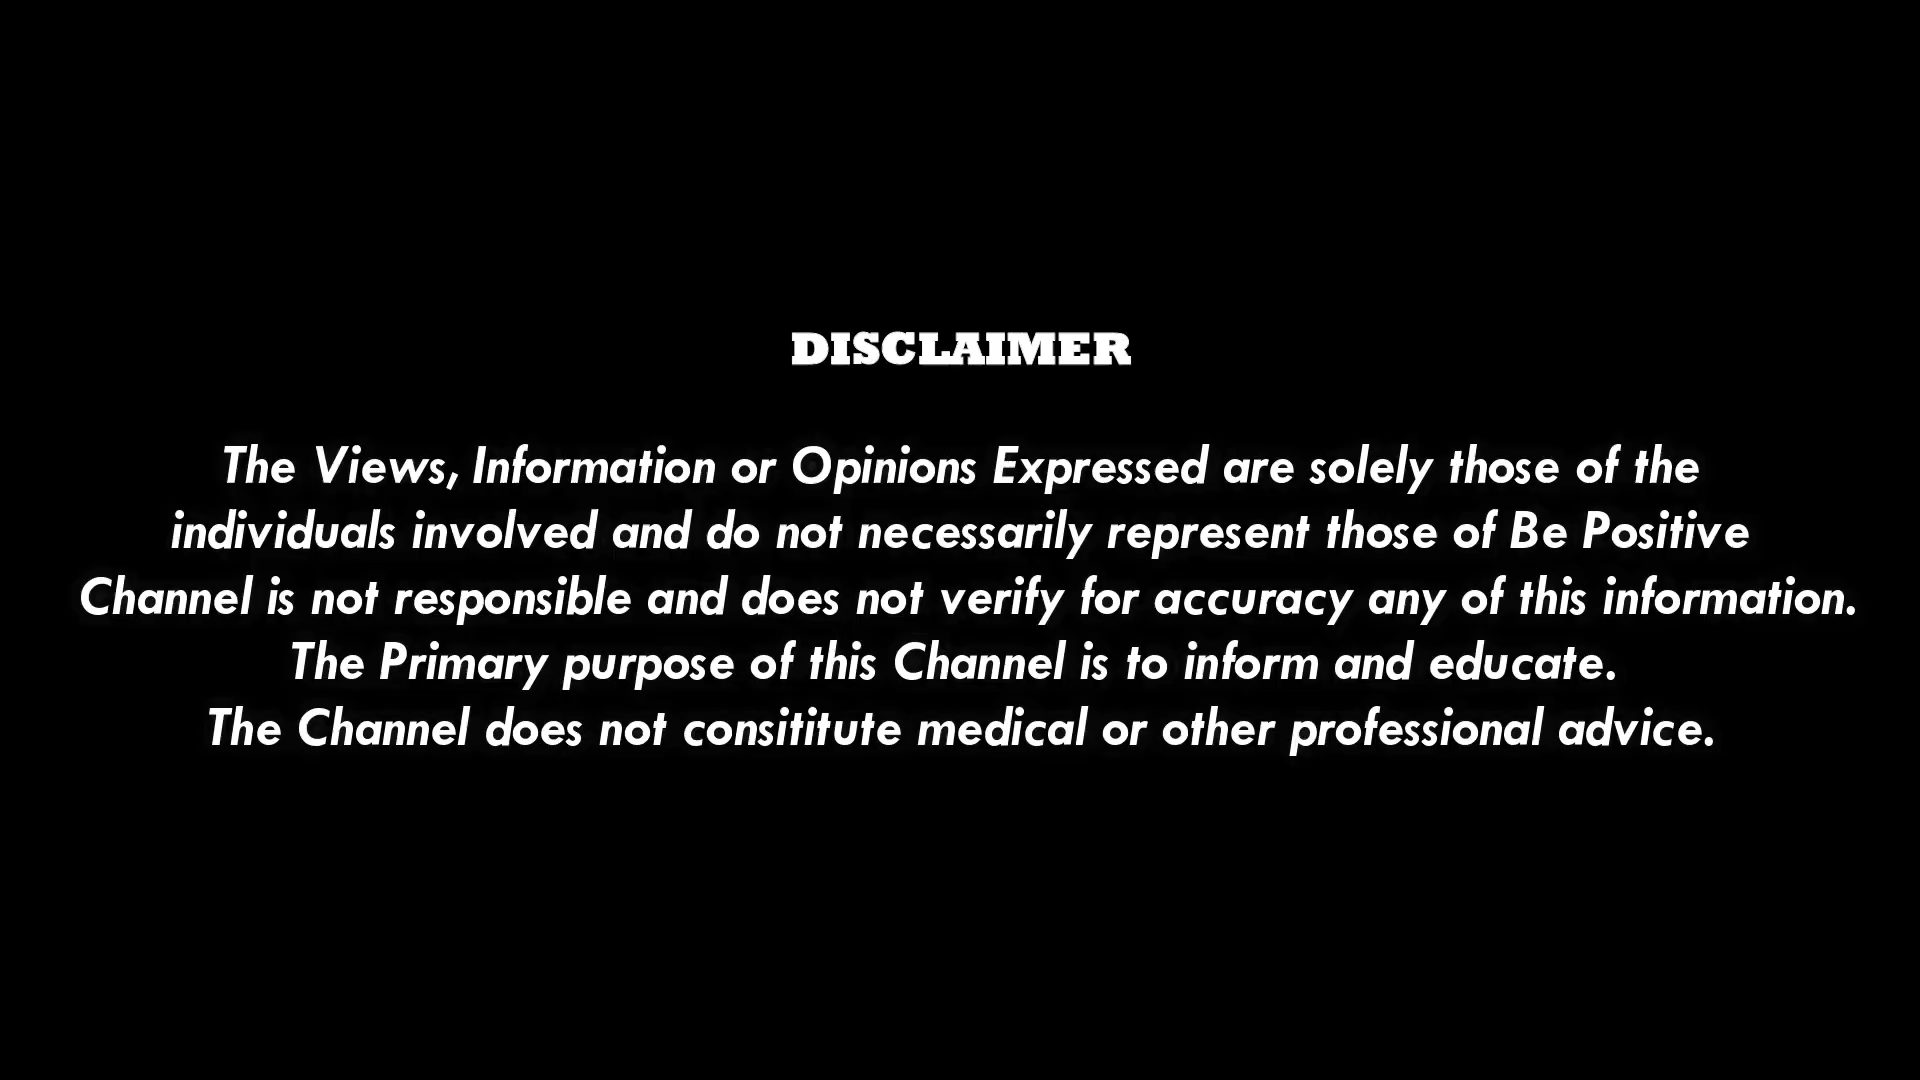 DISCLAIMER
The Views, Information or Opinions Expressed are solely those of the
individuals involved and do not necessarily represent those of Be Positive
Channel is not responsible and does not verify for accuracy any of this information.
The Primary purpose of this Channel is to inform and educate.
The Channel does not consititute medical or other professional advice.